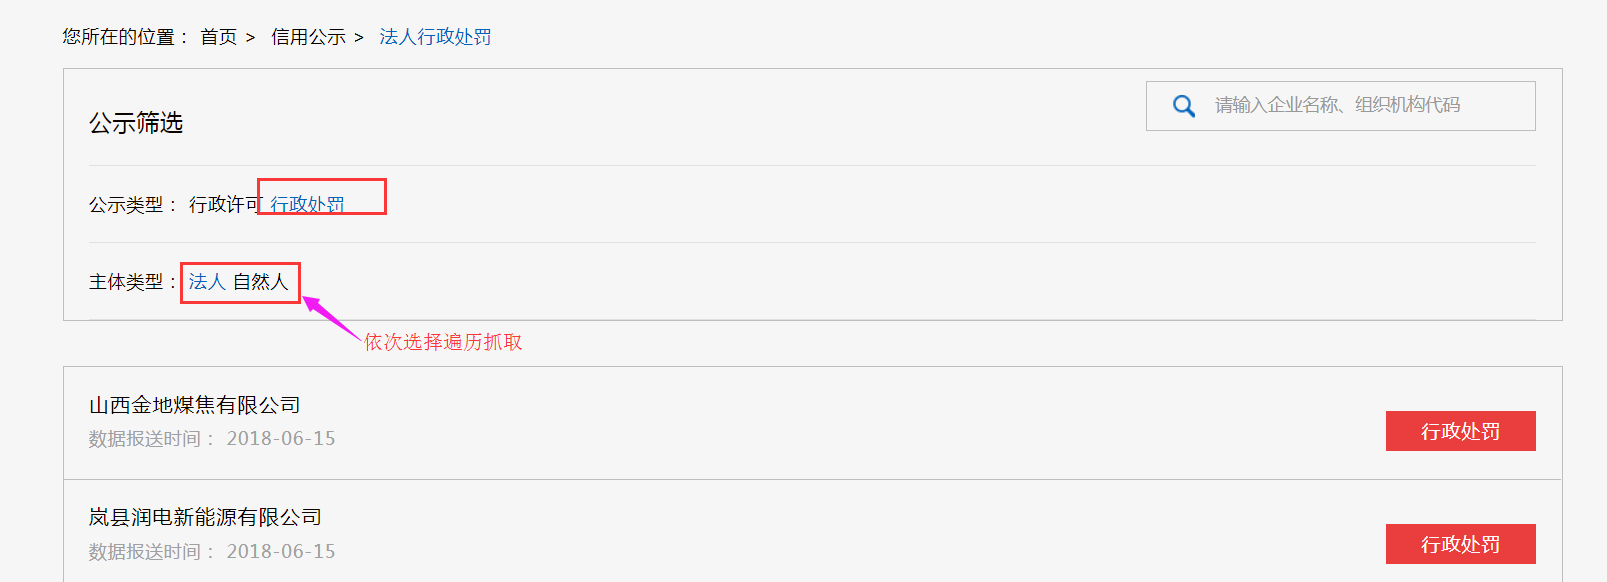 您所在的位置： 首页 > 信用公示 > 法人行政处罚
请输入企业名称、组织机构代码
公示筛选
公示类型： 行政许可 行政处罚
主体类型： 法人 自然人
依次选择遍历抓取
山西金地煤焦有限公司
数据报送时间： 2018-06-15
行政处罚
岚县润电新能源有限公司
数据报送时间： 2018-06-15
行政处罚